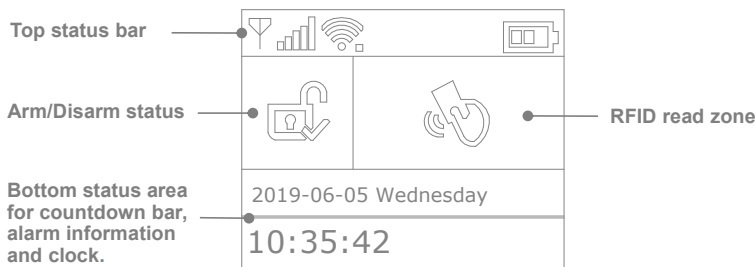 Top status bar
Arm/Disarm status
RFID read zone
Bottom status area
for countdown bar,
alarm information
and clock.
2019-06-05 Wednesday
10:35:42